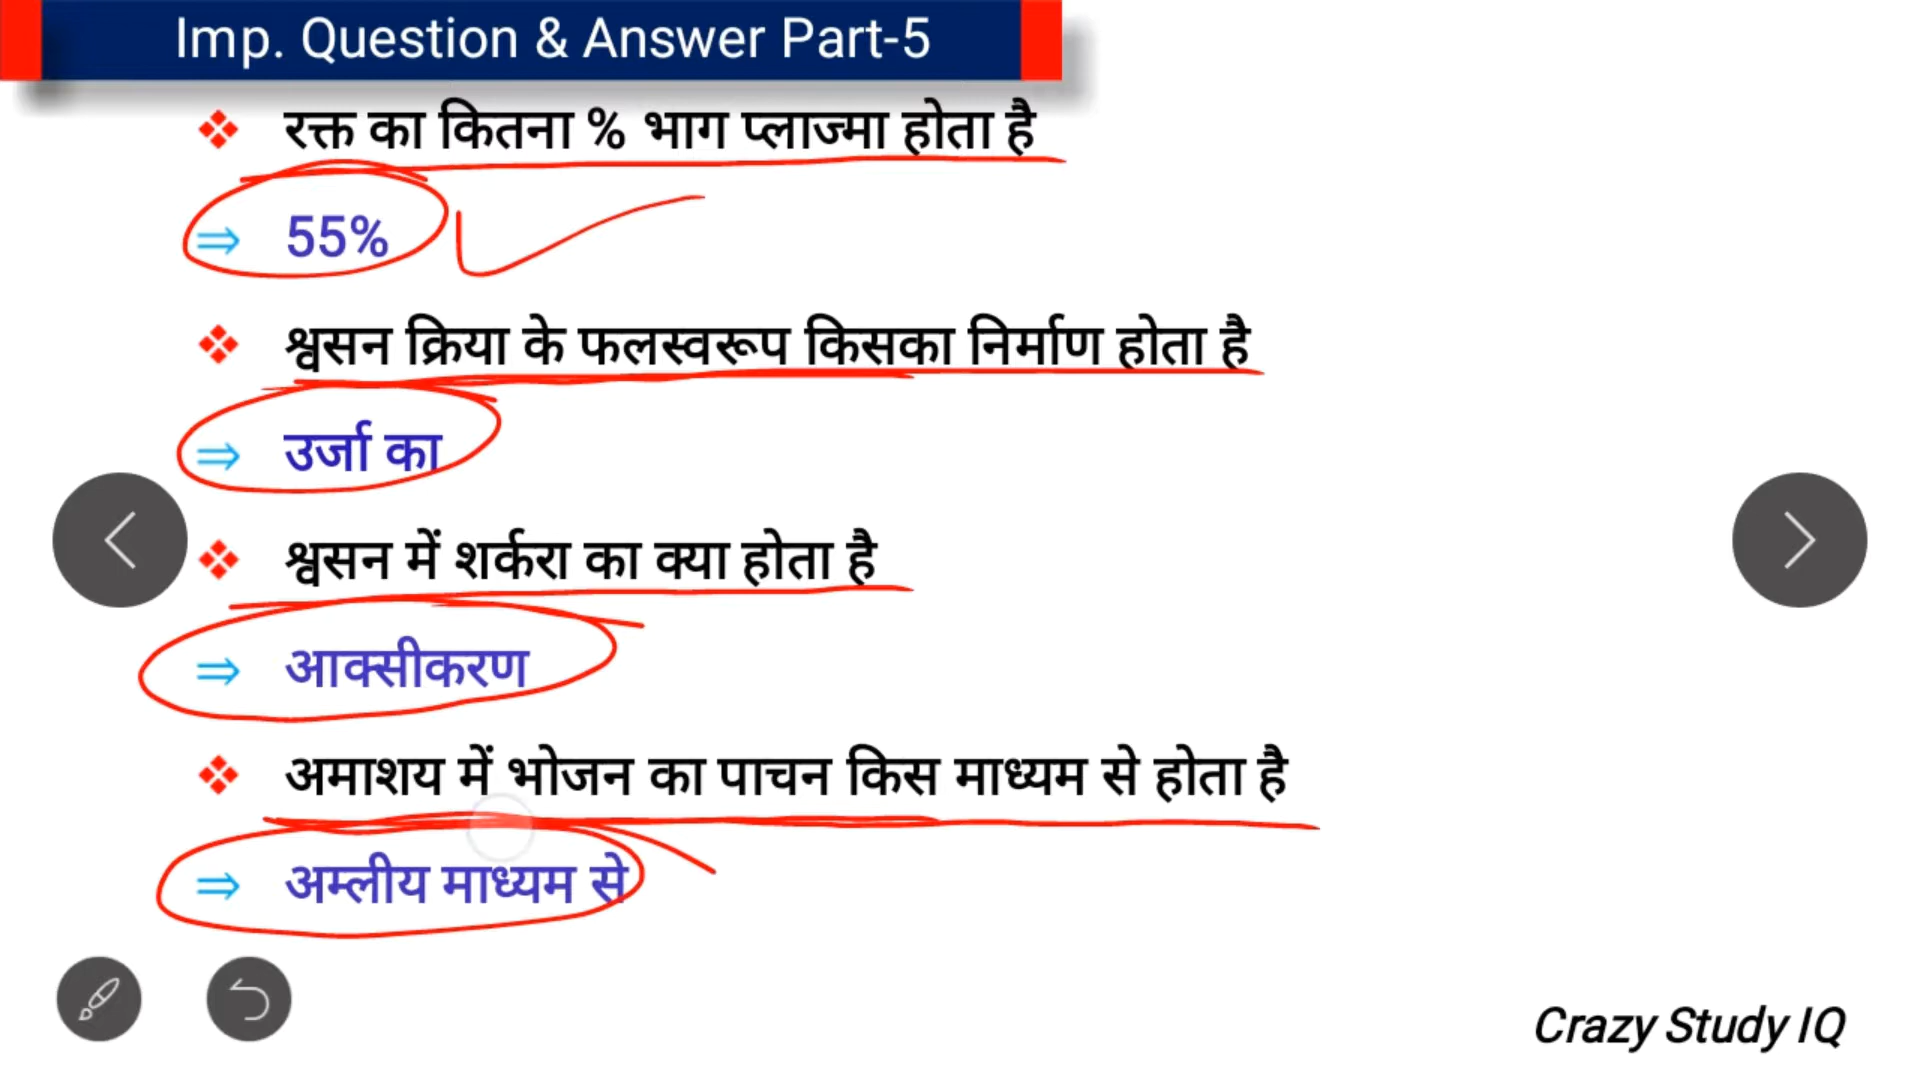 Imp. Question & Answer Part-5
रक्त का कितना % भाग प्लाज्मा होता है
⇒ 55%
श्वसन क्रिया के फलस्वरूप किसका निर्माण होता है
⇒ उर्जा का
श्वसन में शर्करा का क्या होता है
⇒ आक्सीकरण
अमाशय में भोजन का पाचन किस माध्यम से होता है
⇒ अम्लीय माध्यम से
Crazy Study IQ